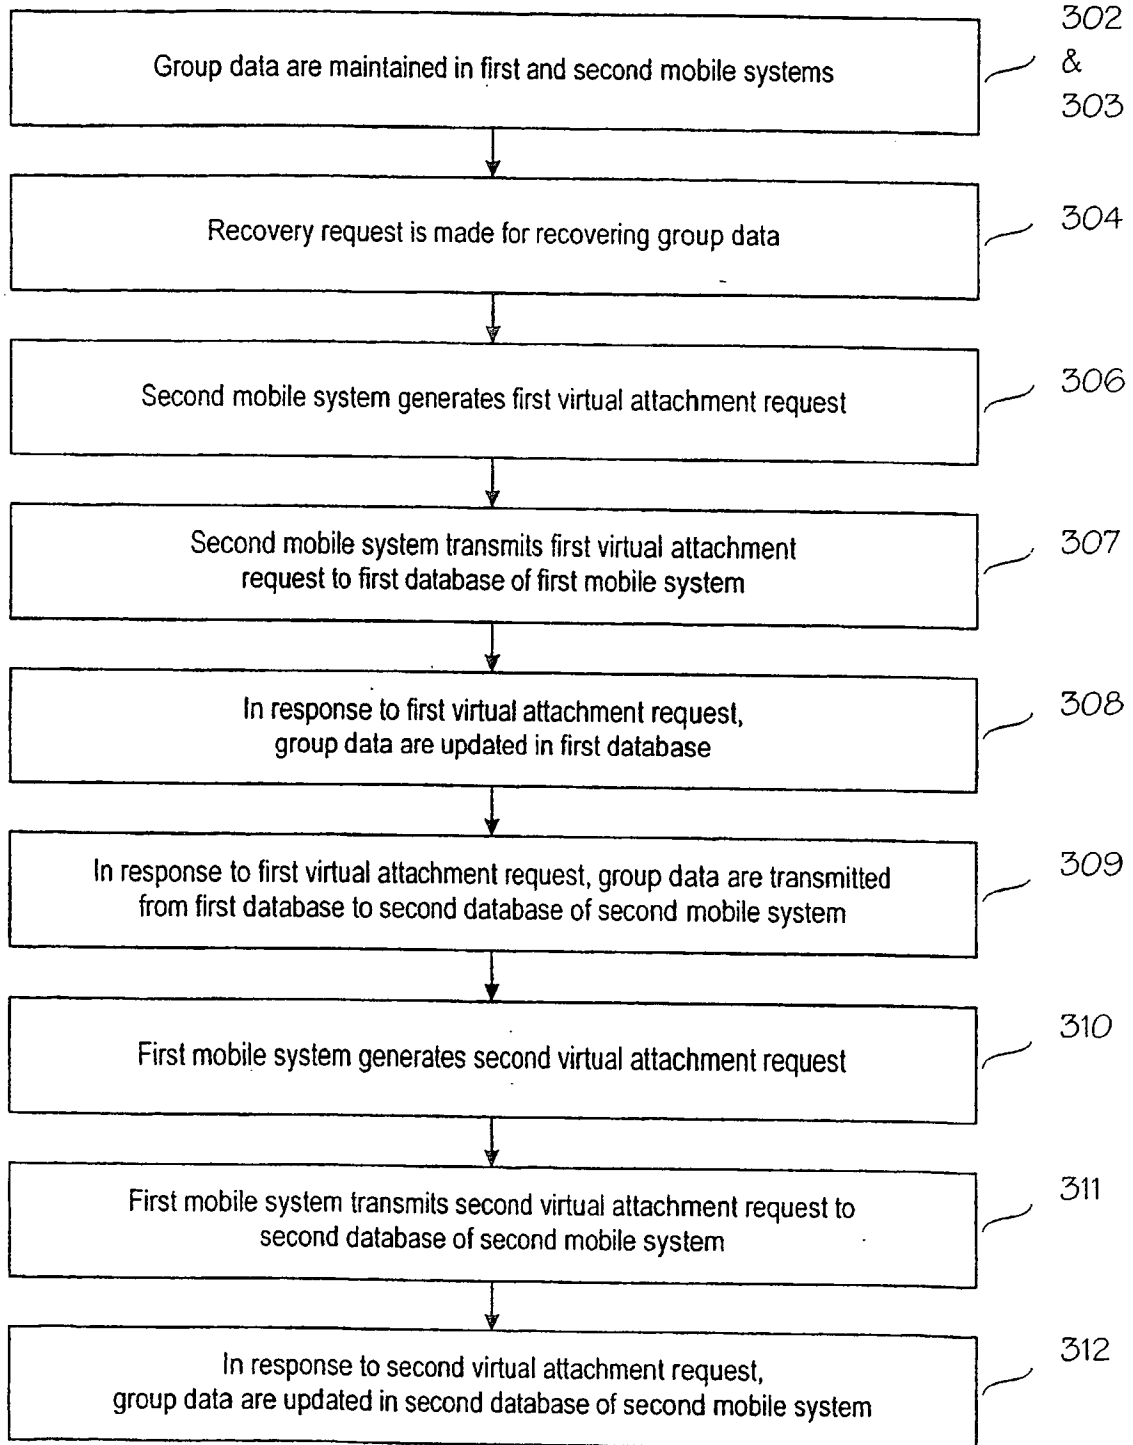 Group data are maintained in first and second mobile systems
302
&
303
Recovery request is made for recovering group data
304
Second mobile system generates first virtual attachment request
306
Second mobile system transmits first virtual attachment
request to first database of first mobile system
307
In response to first virtual attachment request,
group data are updated in first database
308
In response to first virtual attachment request, group data are transmitted
from first database to second database of second mobile system
309
First mobile system generates second virtual attachment request
310
First mobile system transmits second virtual attachment request to
second database of second mobile system
311
In response to second virtual attachment request,
group data are updated in second database of second mobile system
312